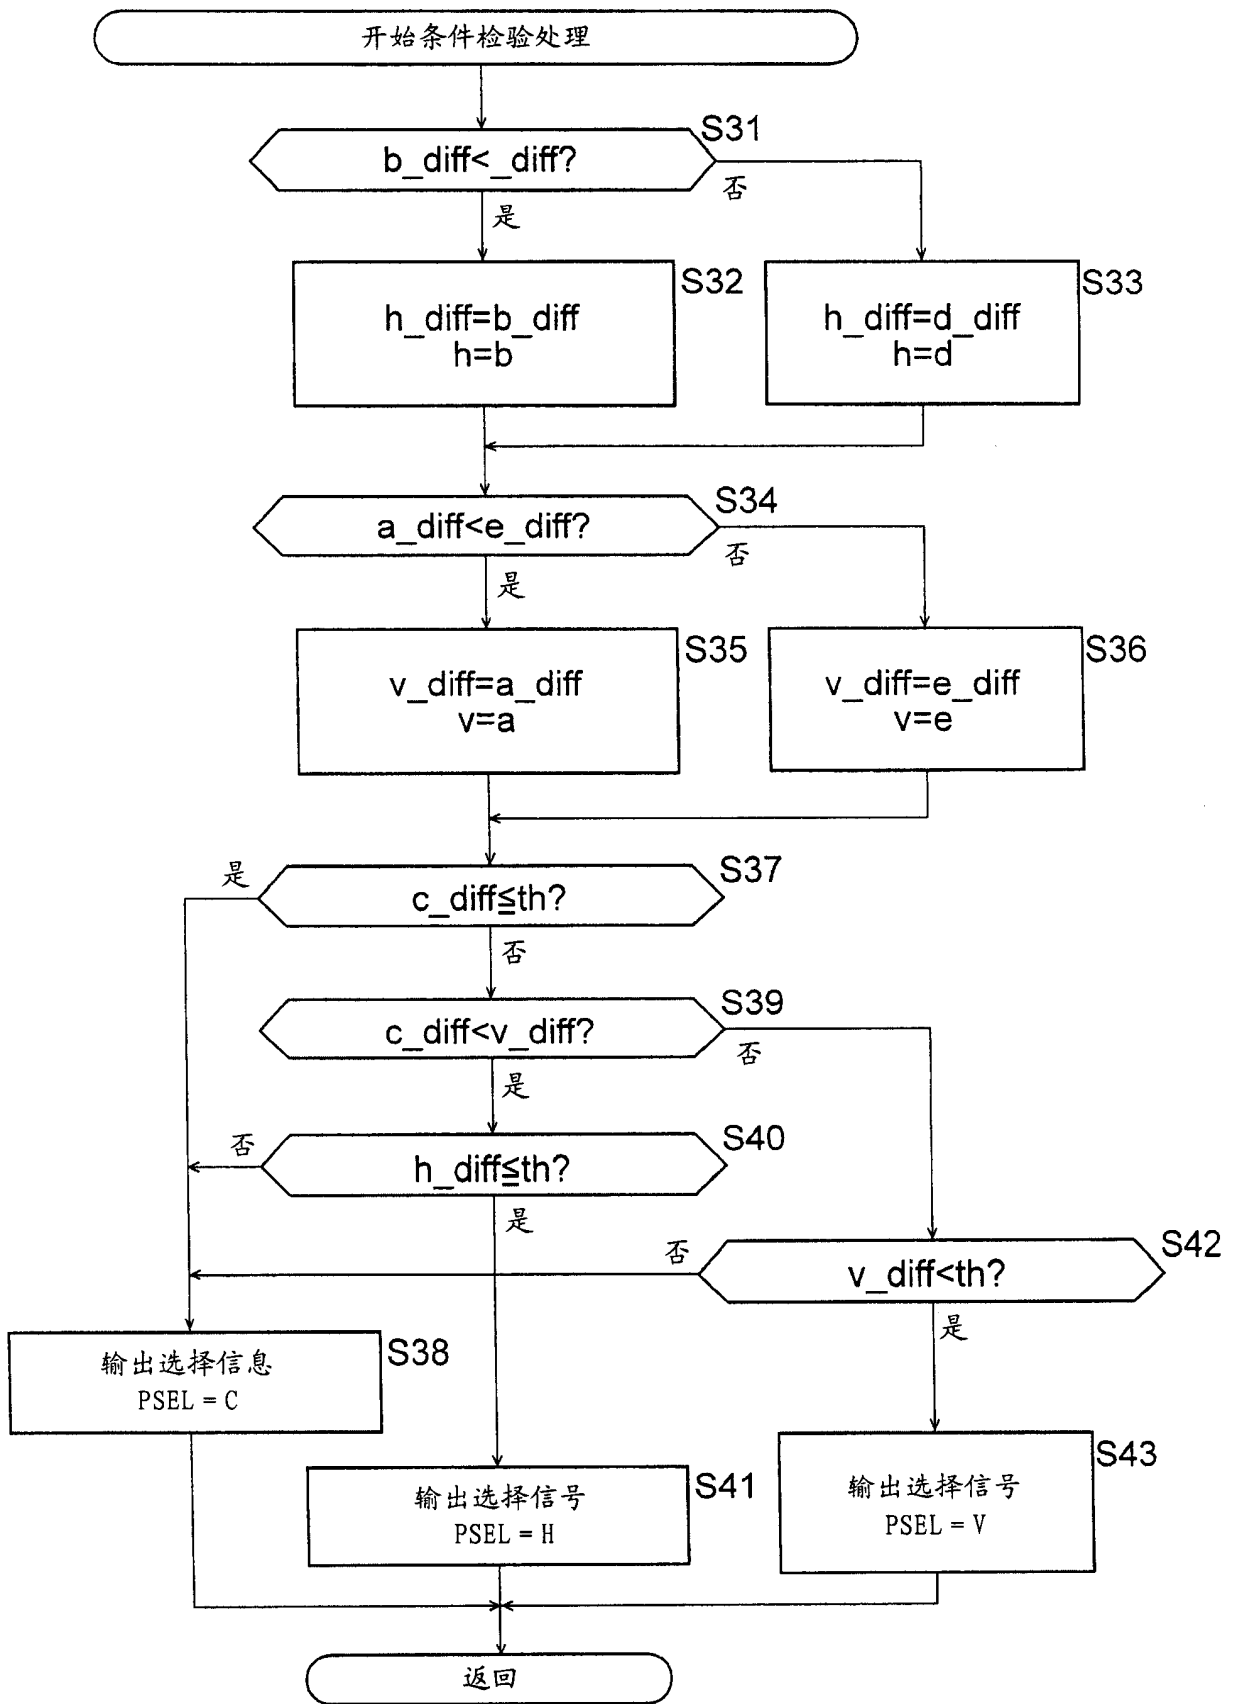 开始条件检验处理
S31
b_diff<_diff?
否
是
S32
h_diff=b_diff
h=b
S33
h_diff=d_diff
h=d
S34
a_diff<e_diff?
否
是
S35
v_diff=a_diff
v=a
S36
v_diff=e_diff
v=e
S37
是
c_diff≦th?
否
S39
c_diff<v_diff?
否
是
S40
否
h_diff≦th?
是
S42
否
v_diff<th?
是
S38
输出选择信息
PSEL = C
S41
输出选择信号
PSEL = H
S43
输出选择信号
PSEL = V
返回